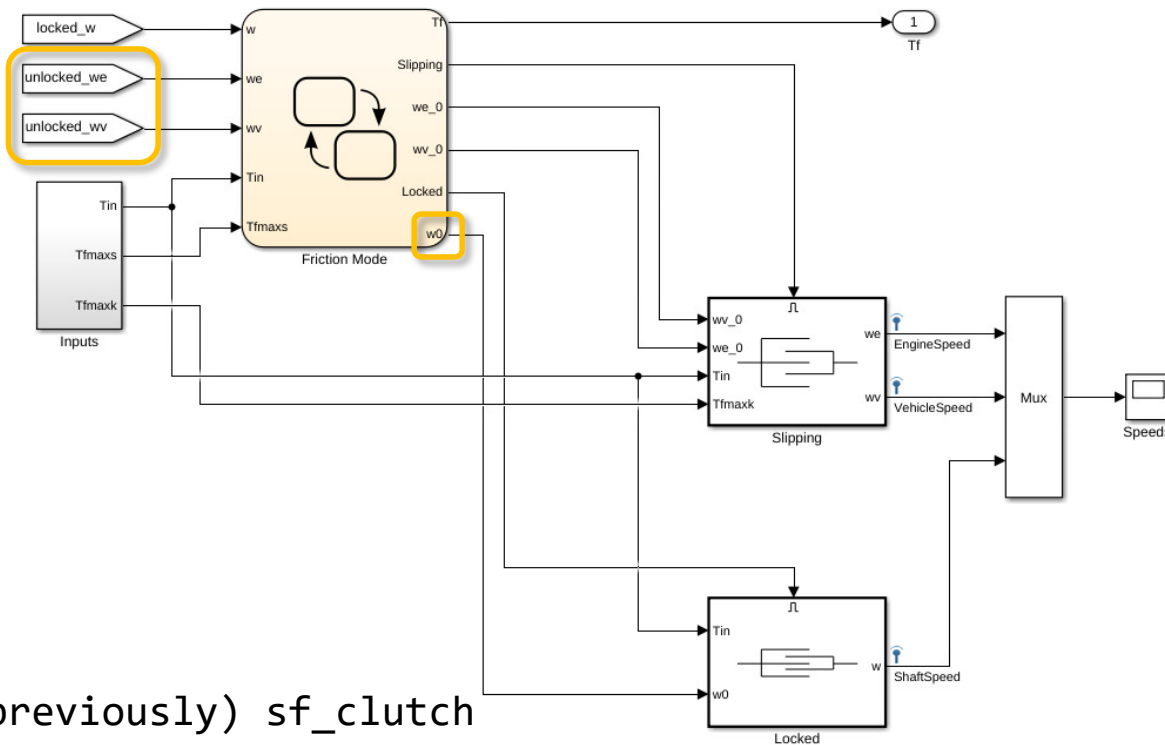 locked_w
unlocked_we
unlocked_wv
w
we
wv
Tin
Tfmaxs
Tf
Slipping
we_0
wv_0
Locked
w0
Friction Mode
1
Tf
Tin
Tfmaxs
Tfmaxk
Inputs
wv_0
we_0
Tin
Tfmaxk
we
wv
Slipping
EngineSpeed
VehicleSpeed
Mux
Speeds
Tin
w0
w
Locked
ShaftSpeed
previously) sf_clutch